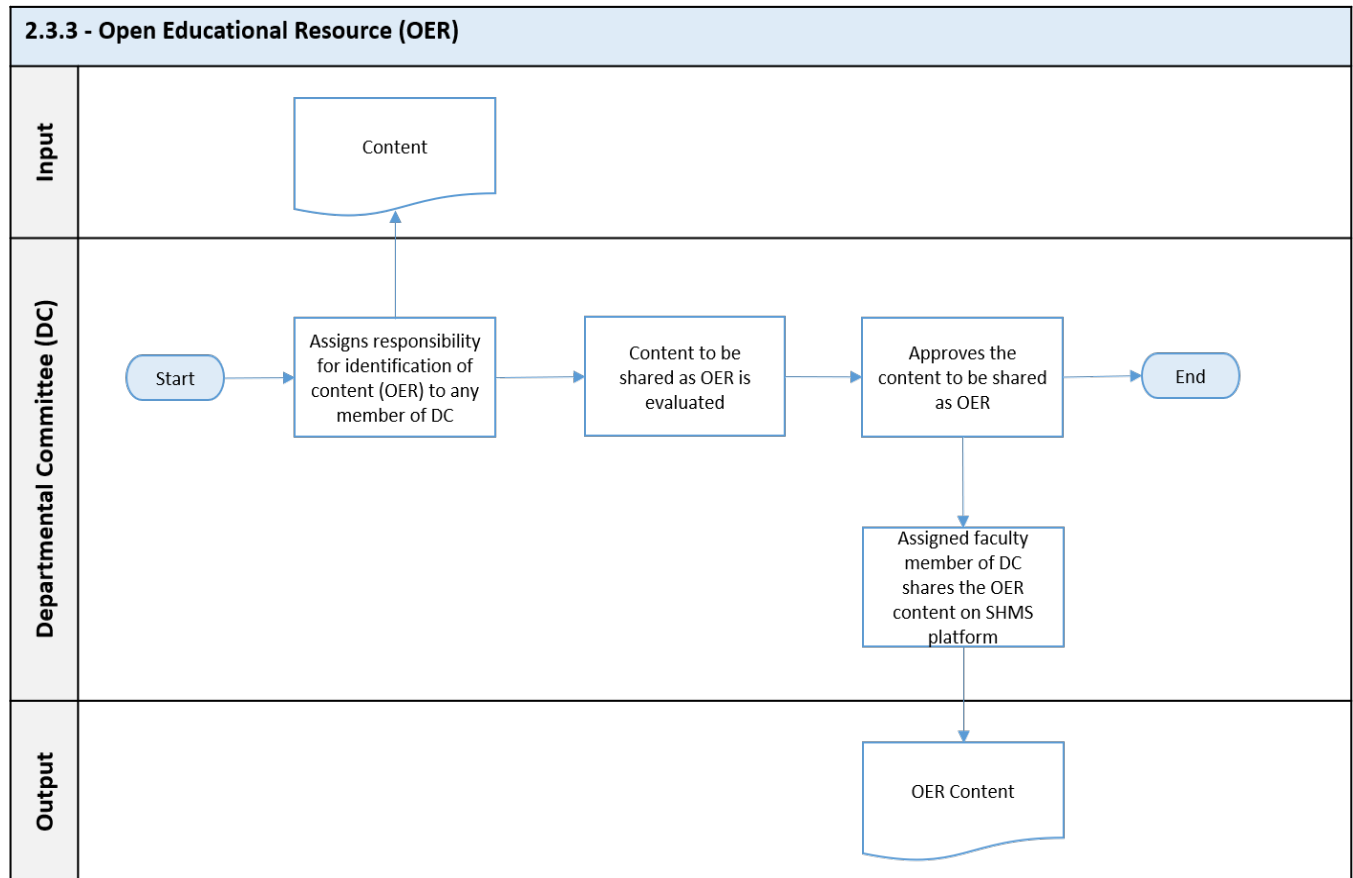 2.3.3 - Open Educational Resource (OER)
Input
Content
Departmental Committee (DC)
Start
Assigns responsibility
for identification of
content (OER) to any
member of DC
Content to be
shared as OER is
evaluated
Approves the
content to be shared
as OER
End
Assigned faculty
member of DC
shares the OER
content on SHMS
platform
Output
OER Content